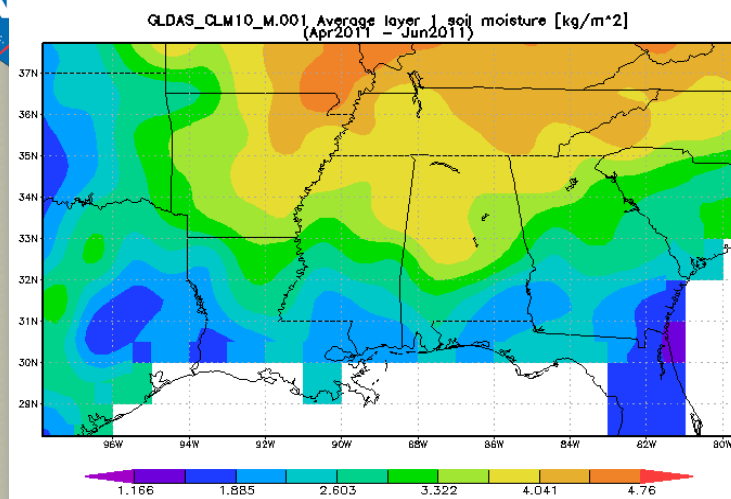 GLDAS_CLM10_M.001 Average layer 1 soil moisture [kg/m^2]
(Apr2011 - Jun2011)
37N
36N
35N
34N
33N
32N
31N
30N
29N
28N
96W 94W 92W 90W 88W 86W 84W 82W 80W
1.166 1.885 2.603 3.322 4.041 4.76